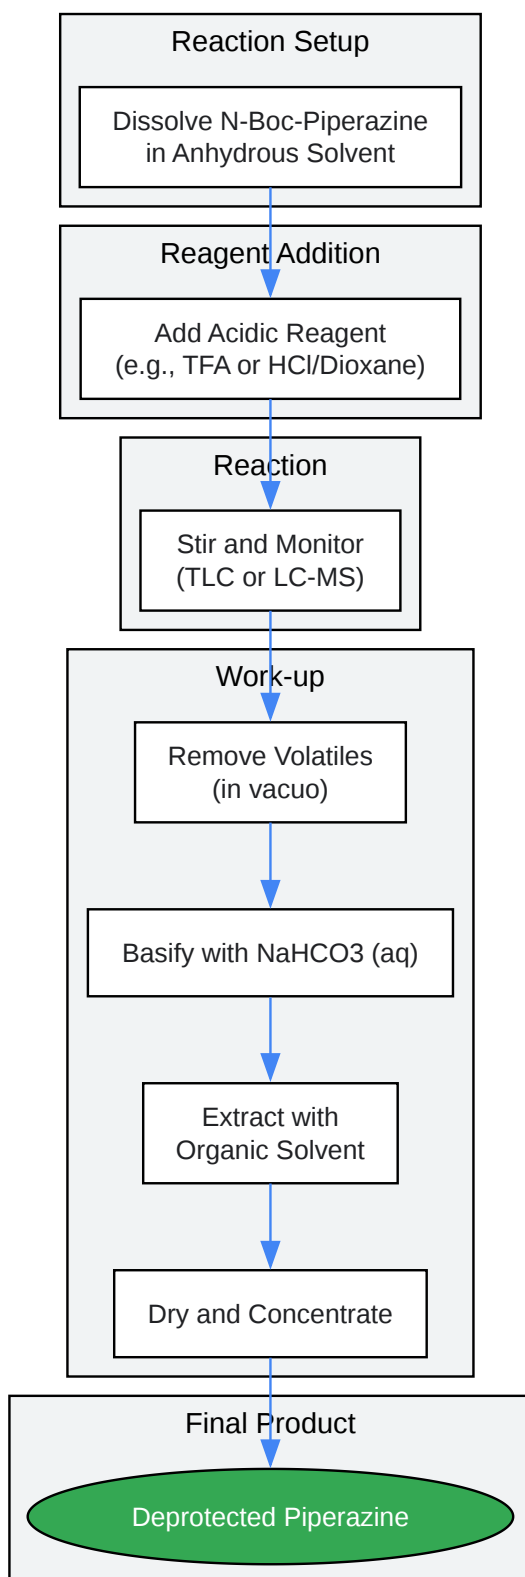 Reaction Setup
Dissolve N-Boc-Piperazine
in Anhydrous Solvent
Reagent Addition
Add Acidic Reagent
(e.g., TFA or HCl/Dioxane)
Reaction
Stir and Monitor
(TLC or LC-MS)
Work-up
Remove Volatiles
(in vacuo)
Basify with NaHCO3 (aq)
Extract with
Organic Solvent
Dry and Concentrate
Final Product
Deprotected Piperazine